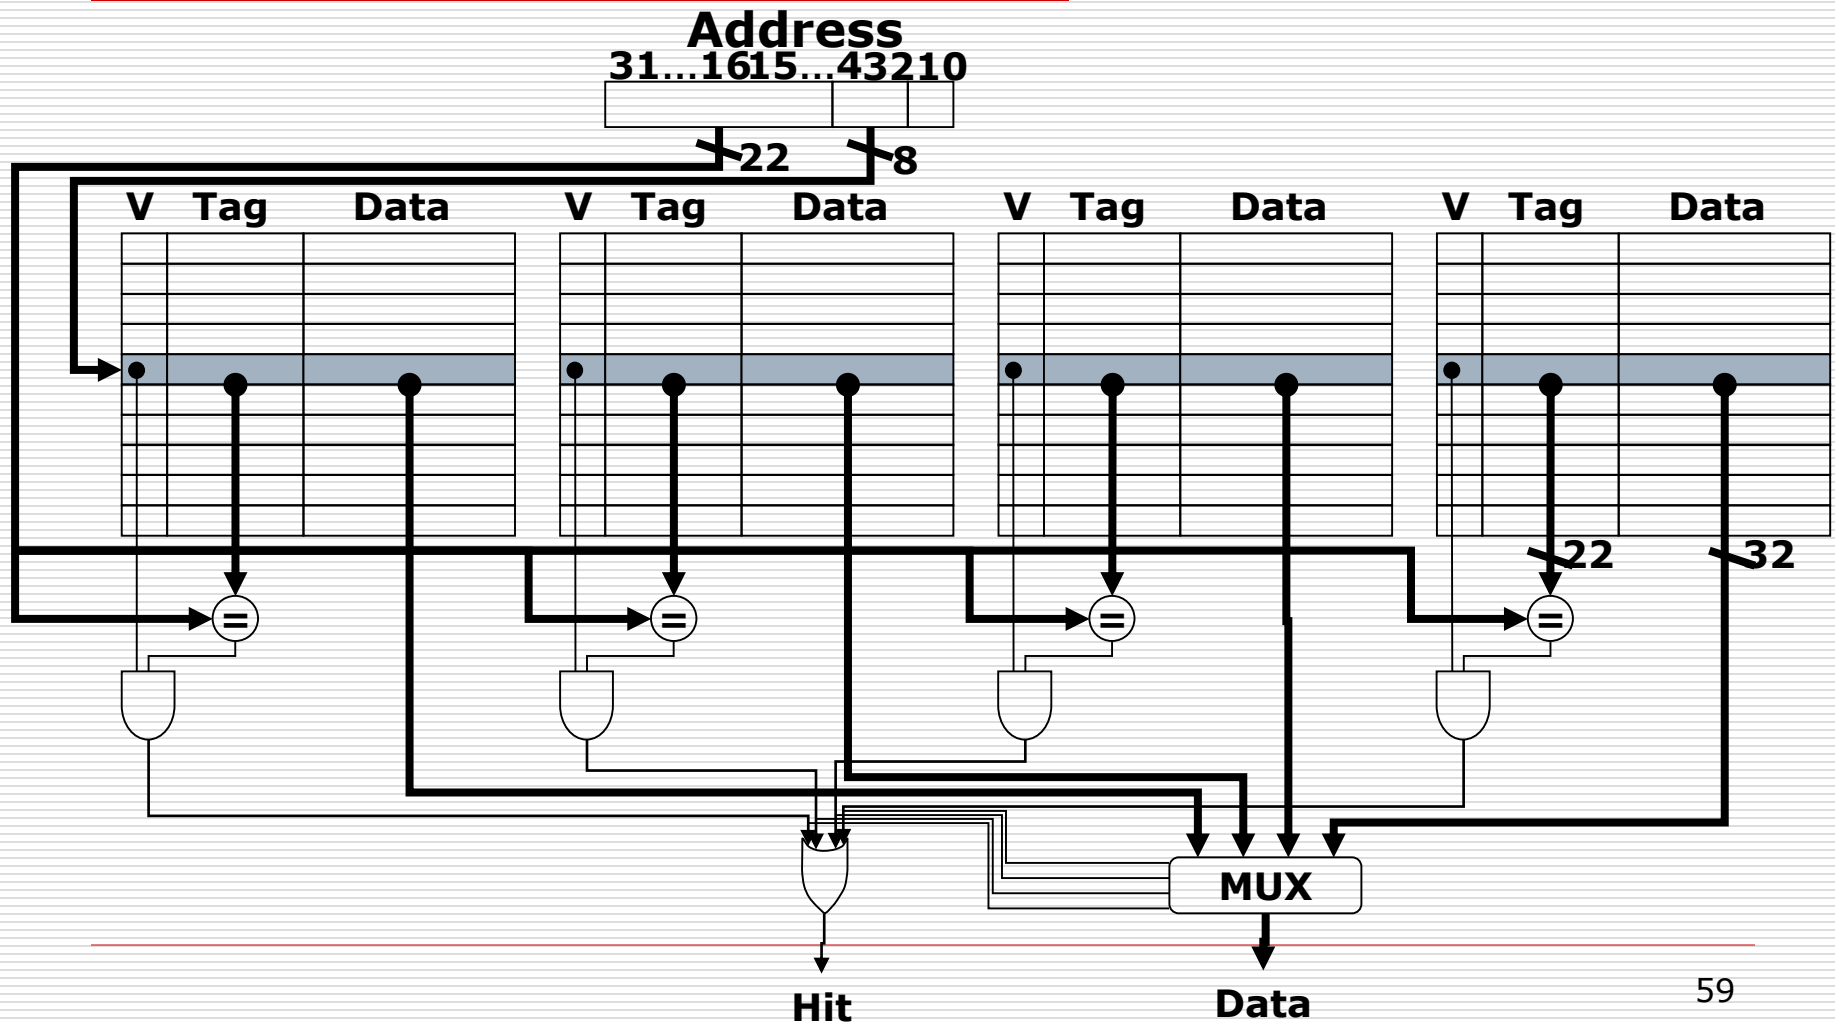 Address
31...1615...43210
22 8
V Tag Data V Tag Data V Tag Data V Tag Data
22 32
= = = =
MUX
Hit Data
59